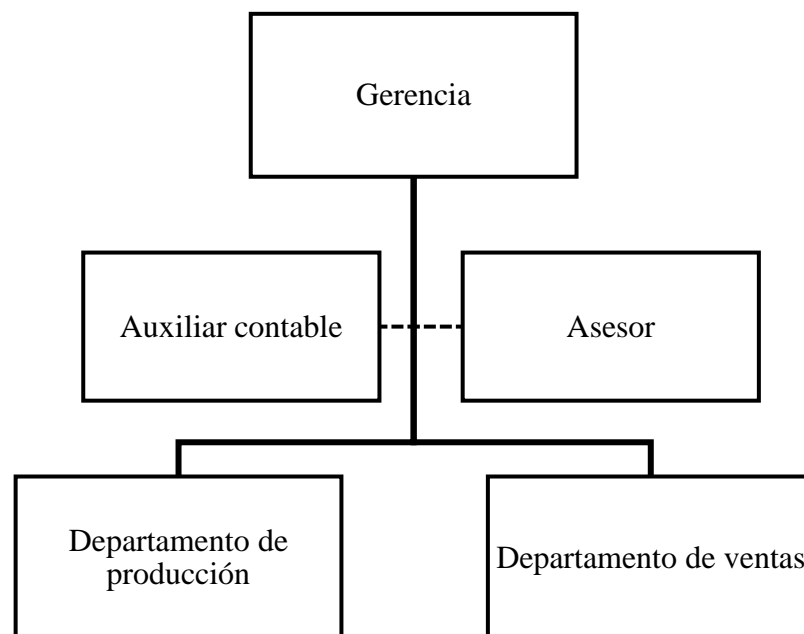 Gerencia
Auxiliar contable
Asesor
Departamento de
producción
Departamento de ventas